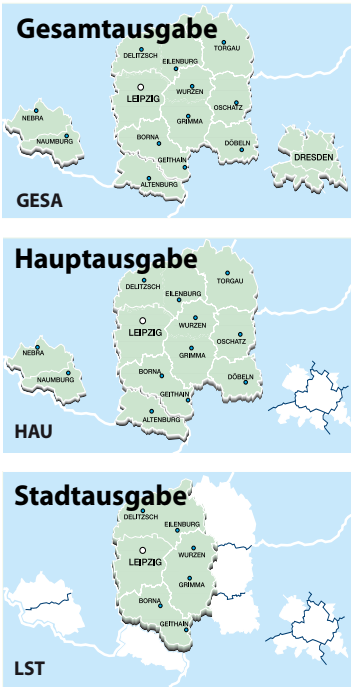 Gesamtausgabe
DELITZSCH
EILENBURG
TORGAU
LEIPZIG
WURZEN
OSCHATZ
NEBRA
GRIMMA
NAUMBURG
BORNA
DÖBELN
GEITHAIN
DRESDEN
ALTENBURG
GESA
Hauptausgabe
DELITZSCH
EILENBURG
TORGAU
LEIPZIG
WURZEN
OSCHATZ
NEBRA
GRIMMA
NAUMBURG
BORNA
DÖBELN
GEITHAIN
ALTENBURG
HAU
Stadtausgabe
DELITZSCH
EILENBURG
LEIPZIG
WURZEN
GRIMMA
BORNA
GEITHAIN
LST